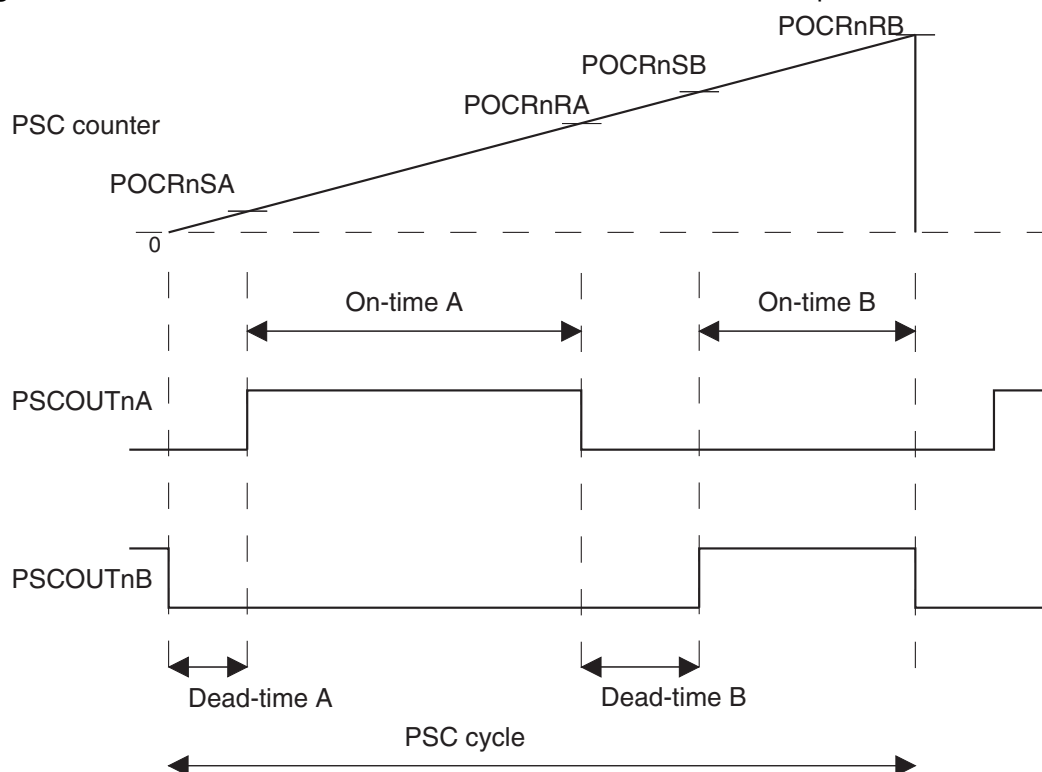 POCRnRB
POCRnSB
POCRnRA
PSC counter
POCRnSA
0
On-time A
On-time B
PSCOUTnA
PSCOUTnB
Dead-time A
Dead-time B
PSC cycle